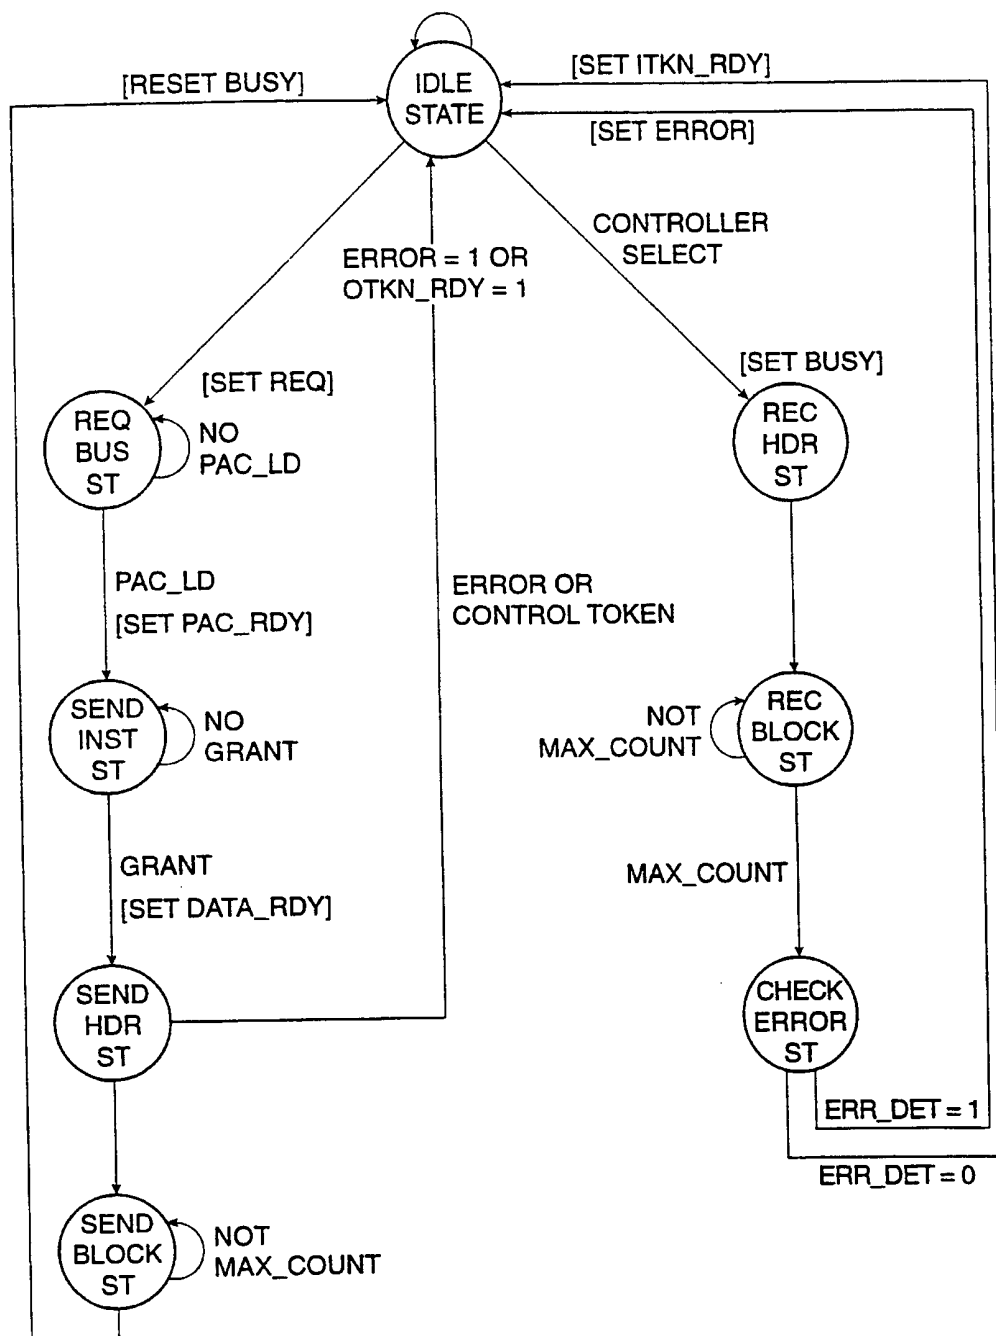 [RESET BUSY]
IDLE
STATE
[SET ITKN_RDY]
[SET ERROR]
CONTROLLER
SELECT
ERROR = 1 OR
OTKN_RDY = 1
[SET REQ]
[SET BUSY]
REQ
BUS
ST
NO
PAC_LD
REC
HDR
ST
PAC_LD
[SET PAC_RDY]
ERROR OR
CONTROL TOKEN
SEND
INST
ST
NO
GRANT
NOT
MAX_COUNT
REC
BLOCK
ST
GRANT
[SET DATA_RDY]
MAX_COUNT
SEND
HDR
ST
CHECK
ERROR
ST
ERR_DET = 1
ERR_DET = 0
SEND
BLOCK
ST
NOT
MAX_COUNT